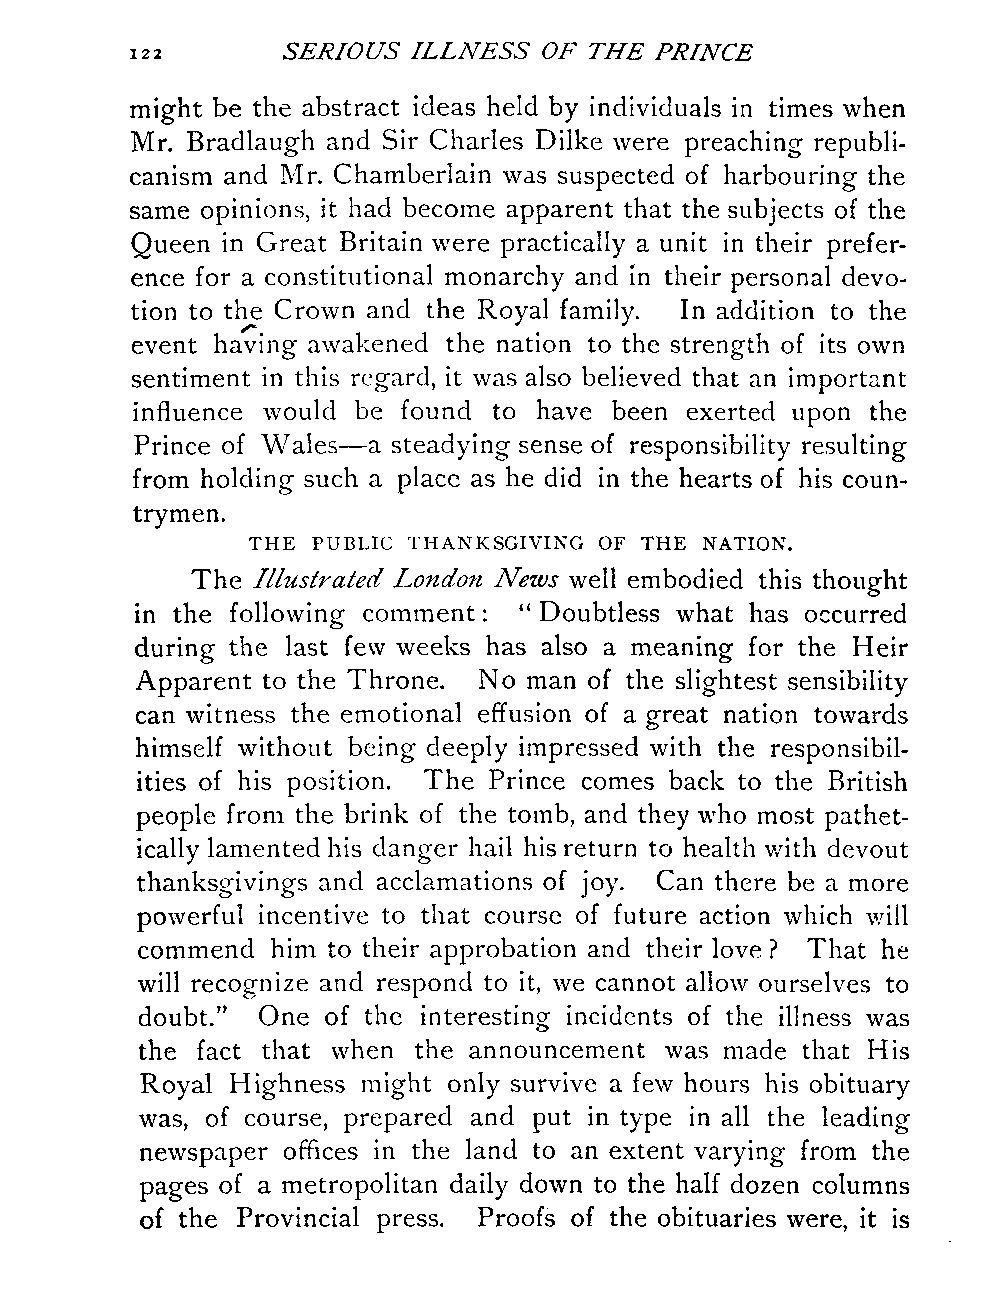 122 SERIOUS ILLNESS OF THE PRINCE
might be the abstract ideas held by individuals in times when
Mr. Bradlaugh and Sir Charles Dilke were preaching republi-
canism and Mr. Chamberlain was suspected of harbouring the
same opinions, it had become apparent that the subjects of the
Queen in Great Britain were practically a unit in their prefer-
ence for a constitutional monarchy and in their personal devo-
tion to the Crown and the Royal family. In addition to the
event having awakened the nation to the strength of its own
sentiment in this regard, it was also believed that an important
influence would be found to have been exerted upon the
Prince of Wales—a steadying sense of responsibility resulting
from holding such a place as he did in the hearts of his coun-
trymen.
THE PUBLIC THANKSGIVING OF THE NATION.
The Illustrated London News well embodied this thought
in the following comment: "Doubtless what has occurred
during the last few weeks has also a meaning for the Heir
Apparent to the Throne. No man of the slightest sensibility
can witness the emotional effusion of a great nation towards
himself without being deeply impressed with the responsibil-
ities of his position. The Prince comes back to the British
people from the brink of the tomb, and they who most pathet-
ically lamented his danger hail his return to health with devout
thanksgivings and acclamations of joy. Can there be a more
powerful incentive to that course of future action which will
commend him to their approbation and their love? That he
will recognize and respond to it, we cannot allow ourselves to
doubt." One of the interesting incidents of the illness was
the fact that when the announcement was made that His
Royal Highness might only survive a few hours his obituary
was, of course, prepared and put in type in all the leading
newspaper offices in the land to an extent varying from the
pages of a metropolitan daily down to the half dozen columns
of the Provincial press. Proofs of the obituaries were, it is